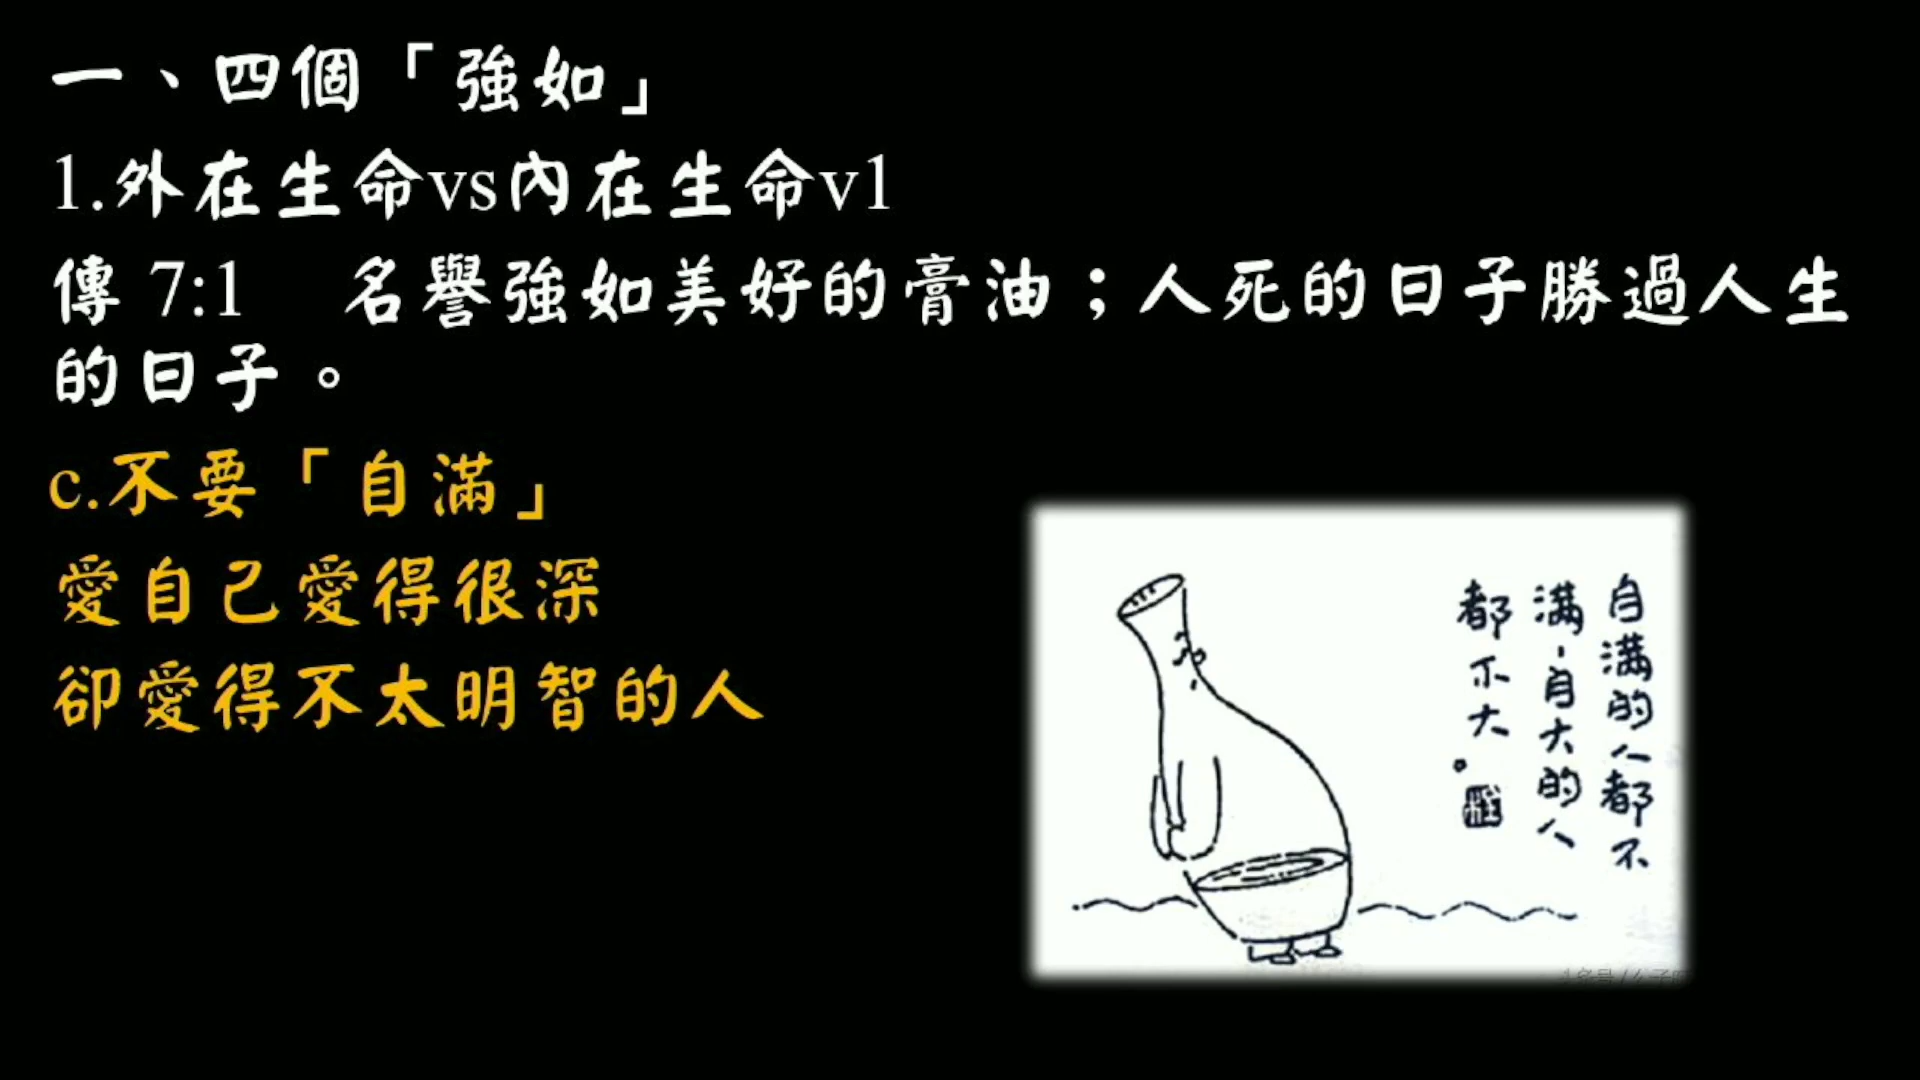 一、四個「強如」
1.外在生命vs內在生命v1
傳 7:1　名譽強如美好的膏油；人死的日子勝過人生
的日子。
c.不要「自滿」
愛自己愛得很深
卻愛得不太明智的人
自满的人都不
满、自大的人
都不大。